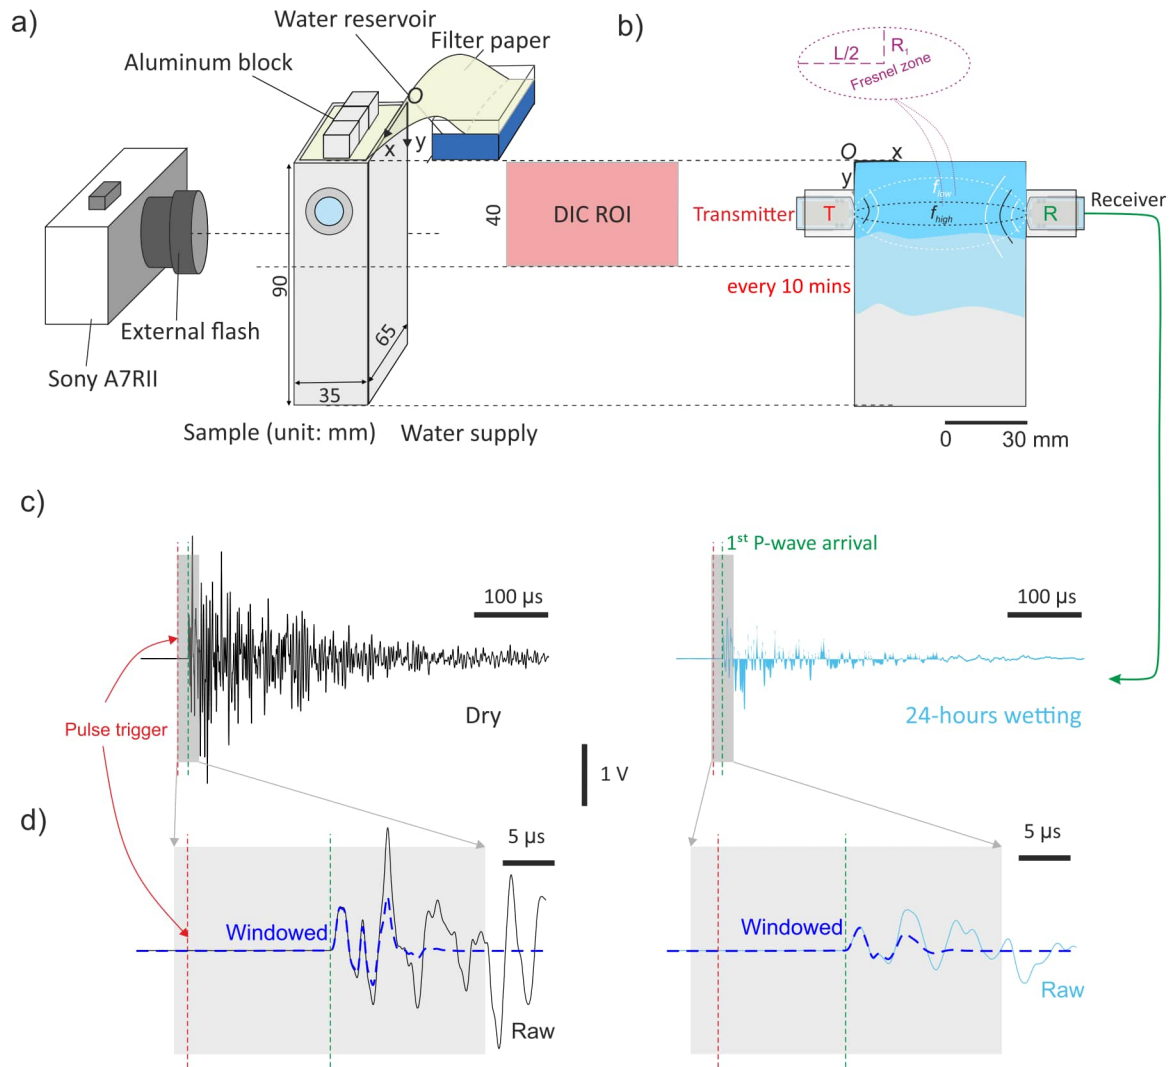 a)
Water reservoir
b)
Filter paper
Aluminum block
L/2
R₁
Fresnel zone
O
x
y
O
x
y
f_low
f_high
Transmitter
T
R
Receiver
DIC ROI
40
90
65
35
every 10 mins
External flash
Sony A7RII
Sample (unit: mm)
Water supply
0
30 mm
c)
1st P-wave arrival
100 µs
100 µs
Pulse trigger
Dry
24-hours wetting
1 V
d)
5 µs
5 µs
Windowed
Windowed
Raw
Raw